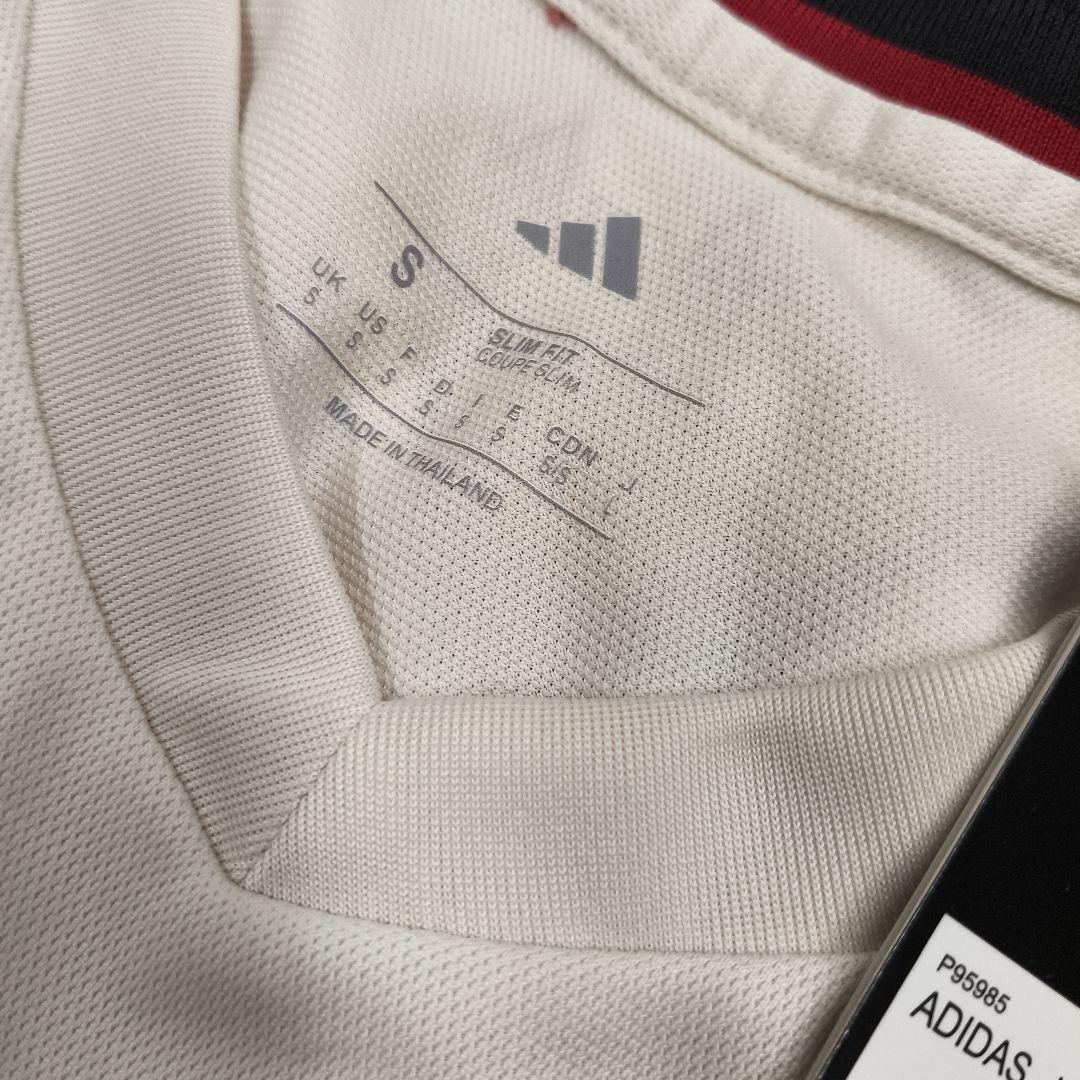 S
SLIM FIT
COUPE SLIM
UK US F D I E CDN J
S S S S S S S/S L
MADE IN THAILAND
P95985
ADIDAS